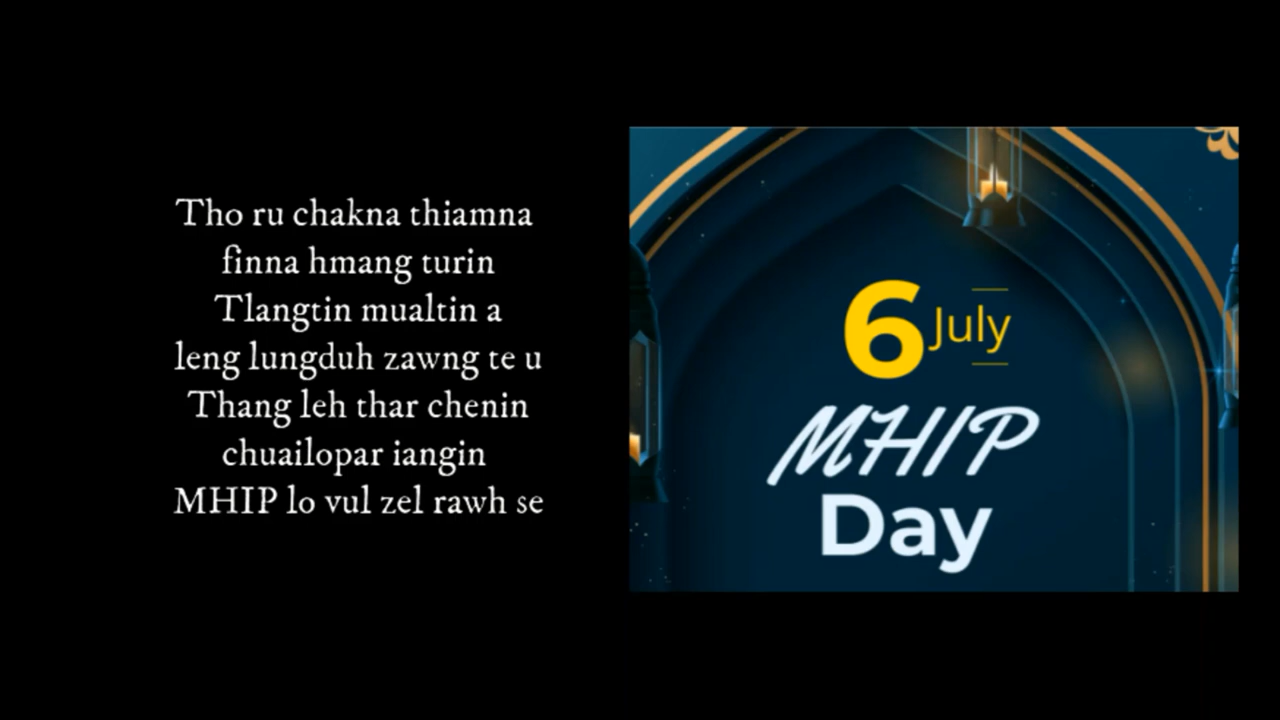 Tho ru chakna thiamna
finna hmang turin
Tlangtin mualtin a
leng lungduh zawng te u
Thang leh thar chenin
chuailopar iangin
MHIP lo vul zel rawh se
6 July
MHIP
Day